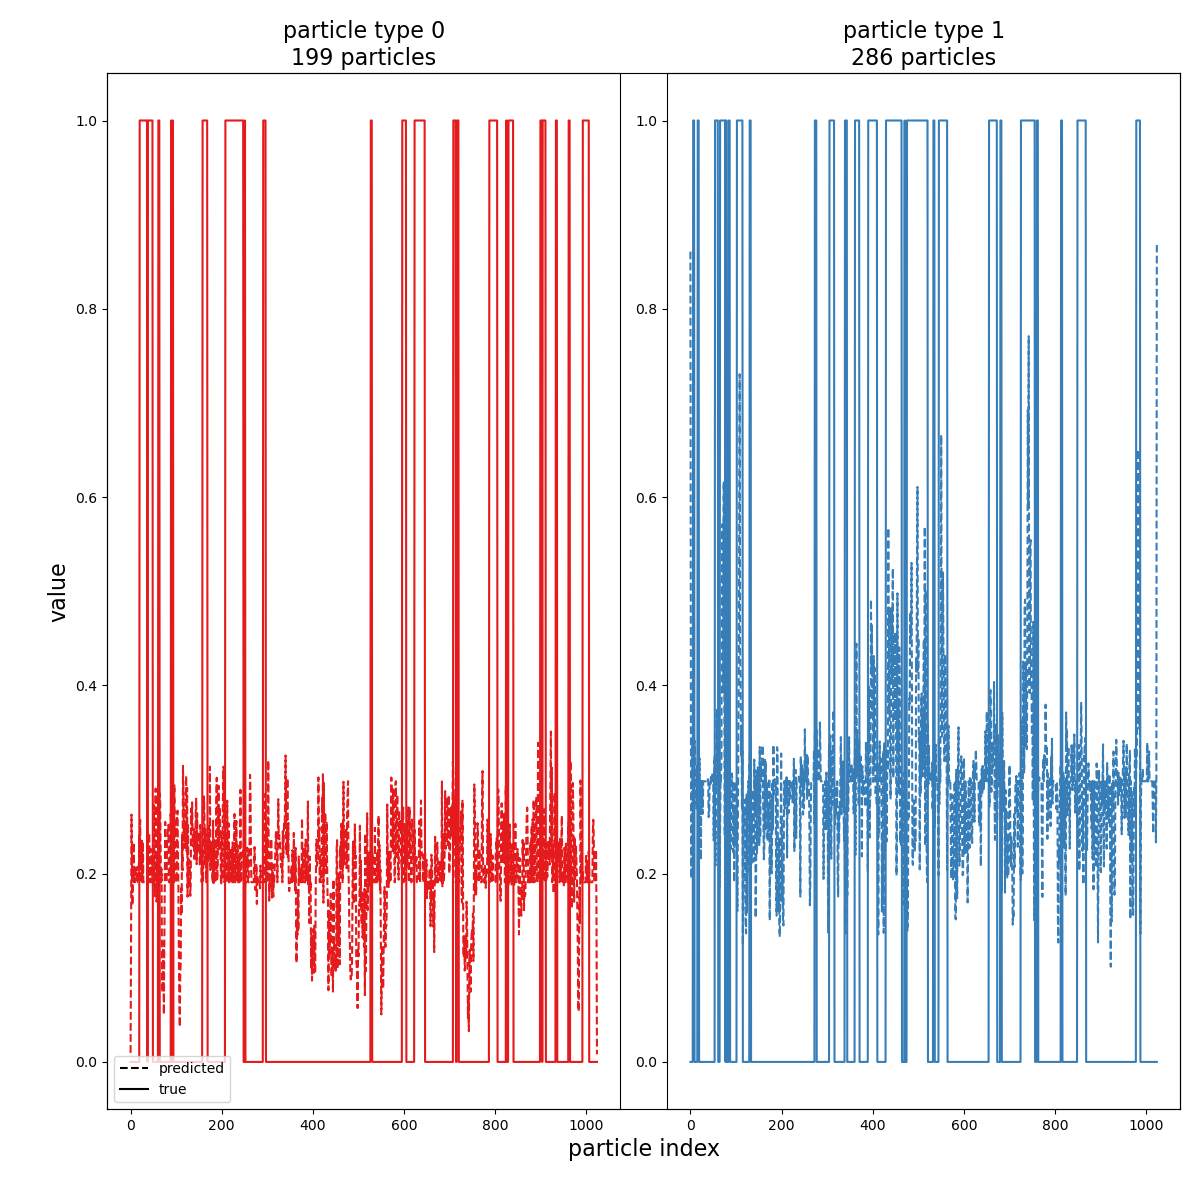 particle type 0
199 particles
particle type 1
286 particles
value
1.0
0.8
0.6
0.4
0.2
0.0
1.0
0.8
0.6
0.4
0.2
0.0
predicted
true
0 200 400 600 800 1000
0 200 400 600 800 1000
particle index